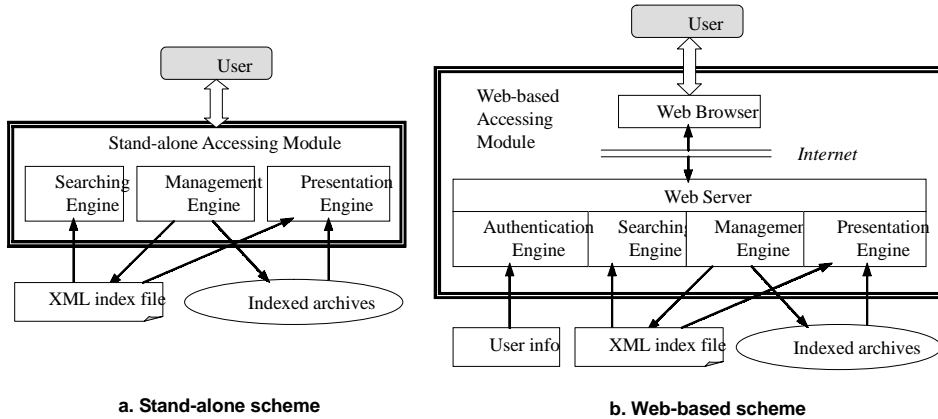 User
Stand-alone Accessing Module
Searching
Engine
Management
Engine
Presentation
Engine
XML index file
Indexed archives
a. Stand-alone scheme
User
Web-based
Accessing
Module
Web Browser
Internet
Web Server
Authentication
Engine
Searching
Engine
Management
Engine
Presentation
Engine
User info
XML index file
Indexed archives
b. Web-based scheme